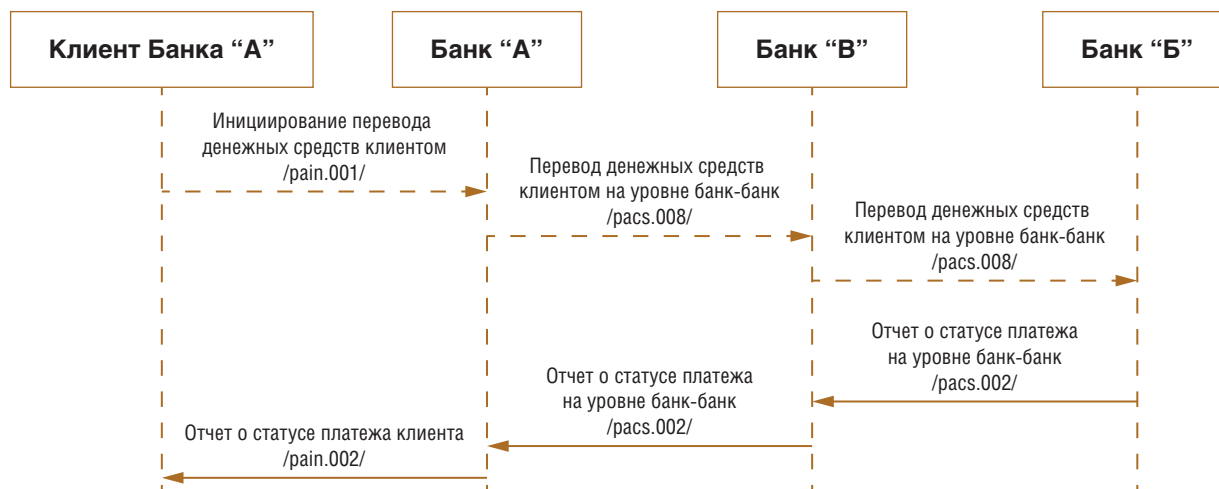 Клиент Банка “А”
Банк “А”
Банк “В”
Банк “Б”
Инициирование перевода
денежных средств клиентом
/pain.001/
Перевод денежных средств
клиентом на уровне банк-банк
/pacs.008/
Перевод денежных средств
клиентом на уровне банк-банк
/pacs.008/
Отчет о статусе платежа
на уровне банк-банк
/pacs.002/
Отчет о статусе платежа
на уровне банк-банк
/pacs.002/
Отчет о статусе платежа клиента
/pain.002/